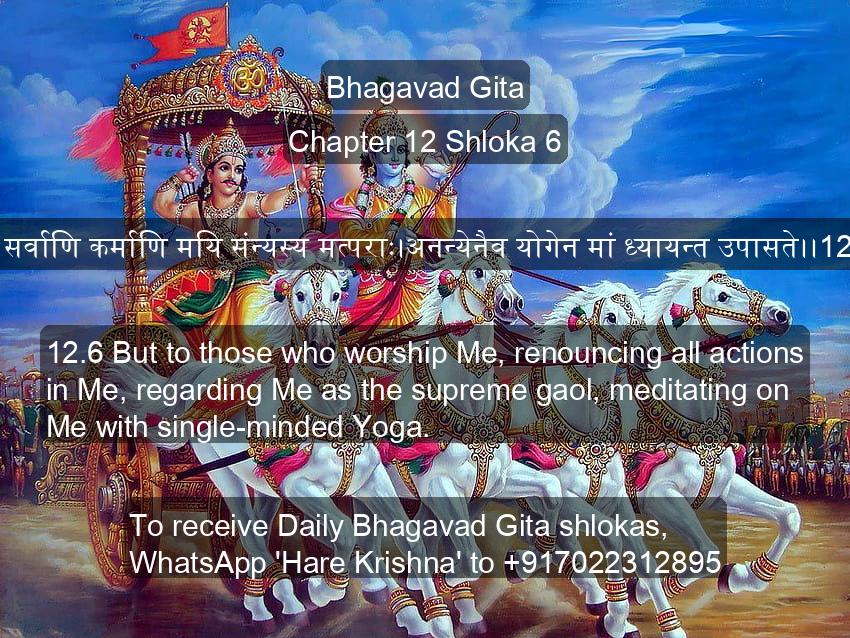 Bhagavad Gita
Chapter 12 Shloka 6
सर्वाणि कर्माणि मयि संन्यस्य मत्पराः।अनन्येनैव योगेन मां ध्यायन्त उपासते।।12
12.6 But to those who worship Me, renouncing all actions
in Me, regarding Me as the supreme gaol, meditating on
Me with single-minded Yoga.
To receive Daily Bhagavad Gita shlokas,
WhatsApp 'Hare Krishna' to +917022312895